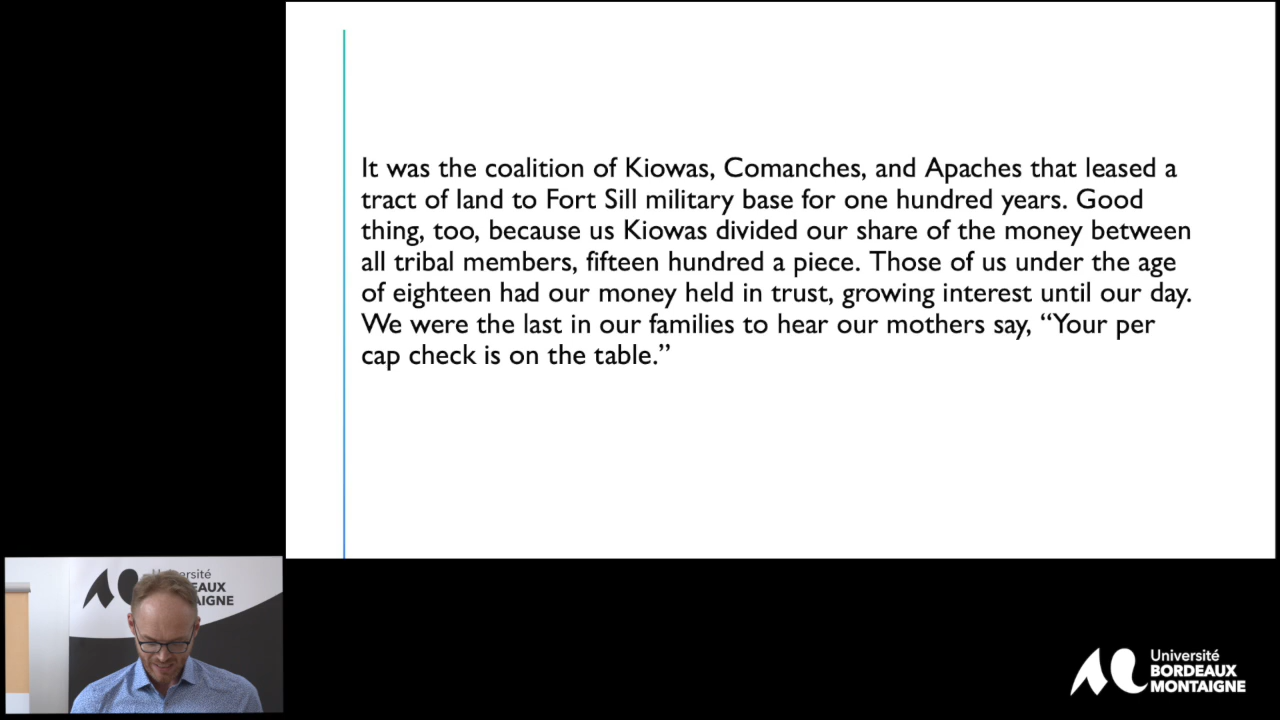 It was the coalition of Kiowas, Comanches, and Apaches that leased a
tract of land to Fort Sill military base for one hundred years. Good
thing, too, because us Kiowas divided our share of the money between
all tribal members, fifteen hundred a piece. Those of us under the age
of eighteen had our money held in trust, growing interest until our day.
We were the last in our families to hear our mothers say, “Your per
cap check is on the table.”
Université
BORDEAUX
MONTAIGNE